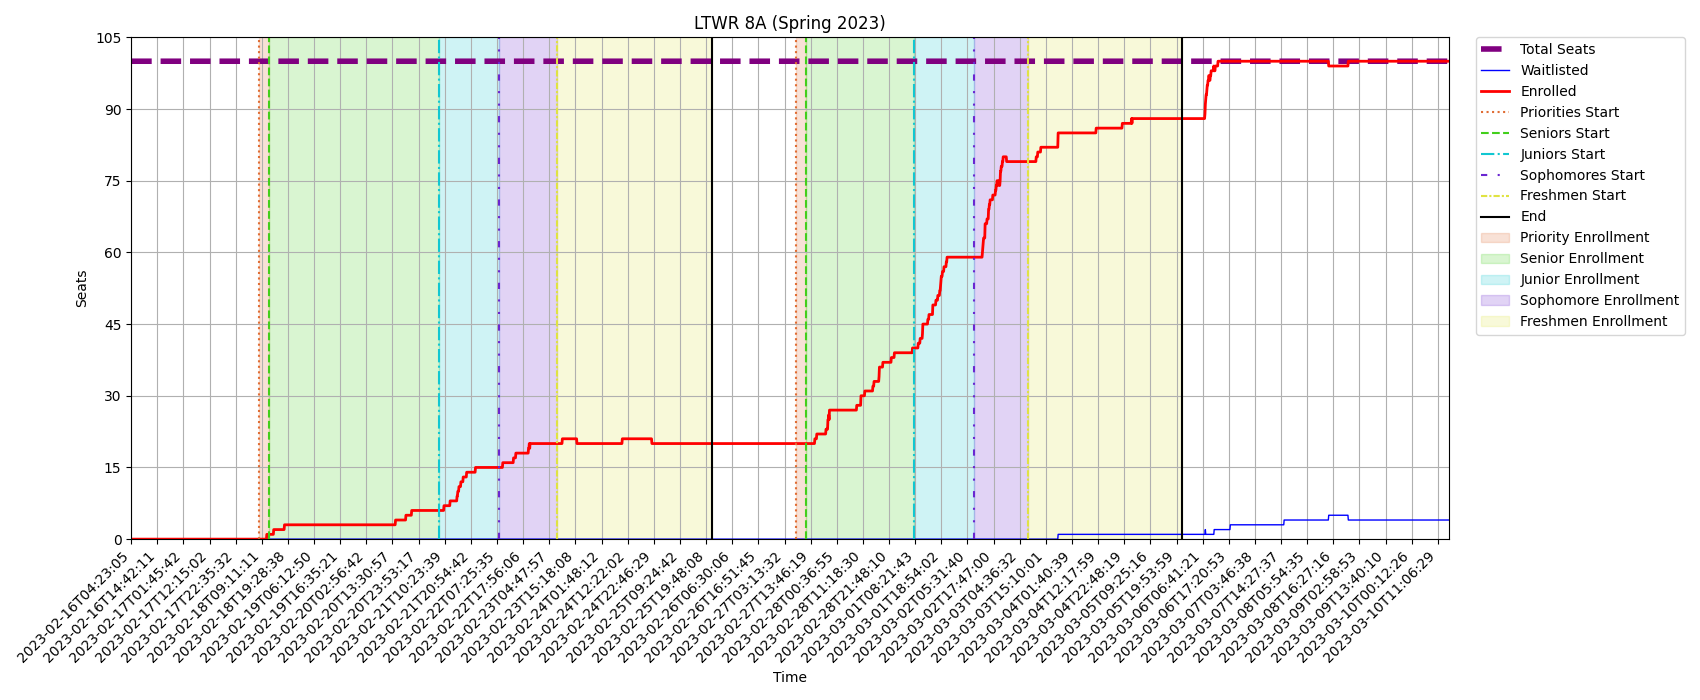 LTWR 8A (Spring 2023)
Seats
105
90
75
60
45
30
15
0
2023-02-16T04:23:05
2023-02-16T14:42:11
2023-02-17T01:45:42
2023-02-17T12:15:02
2023-02-17T22:35:32
2023-02-18T09:11:11
2023-02-18T19:28:38
2023-02-19T06:12:50
2023-02-19T16:35:21
2023-02-20T02:56:42
2023-02-20T13:30:57
2023-02-20T23:53:17
2023-02-21T10:23:39
2023-02-21T20:54:42
2023-02-22T07:25:35
2023-02-22T17:56:06
2023-02-23T04:47:57
2023-02-23T15:18:08
2023-02-24T01:48:12
2023-02-24T12:22:02
2023-02-24T22:46:29
2023-02-25T09:24:42
2023-02-25T19:48:08
2023-02-26T06:30:06
2023-02-26T16:51:45
2023-02-27T03:13:32
2023-02-27T13:46:19
2023-02-28T00:36:55
2023-02-28T11:18:30
2023-02-28T21:48:10
2023-03-01T08:21:43
2023-03-01T18:54:02
2023-03-02T05:31:40
2023-03-02T17:47:00
2023-03-03T04:36:32
2023-03-03T15:10:01
2023-03-04T01:40:39
2023-03-04T12:17:59
2023-03-04T22:48:19
2023-03-05T09:25:16
2023-03-05T19:53:59
2023-03-06T06:41:21
2023-03-06T17:20:53
2023-03-07T03:46:38
2023-03-07T14:27:37
2023-03-08T05:54:35
2023-03-08T16:27:16
2023-03-09T02:58:53
2023-03-09T13:40:10
2023-03-10T00:12:26
2023-03-10T11:06:29
Time
Total Seats
Waitlisted
Enrolled
Priorities Start
Seniors Start
Juniors Start
Sophomores Start
Freshmen Start
End
Priority Enrollment
Senior Enrollment
Junior Enrollment
Sophomore Enrollment
Freshmen Enrollment